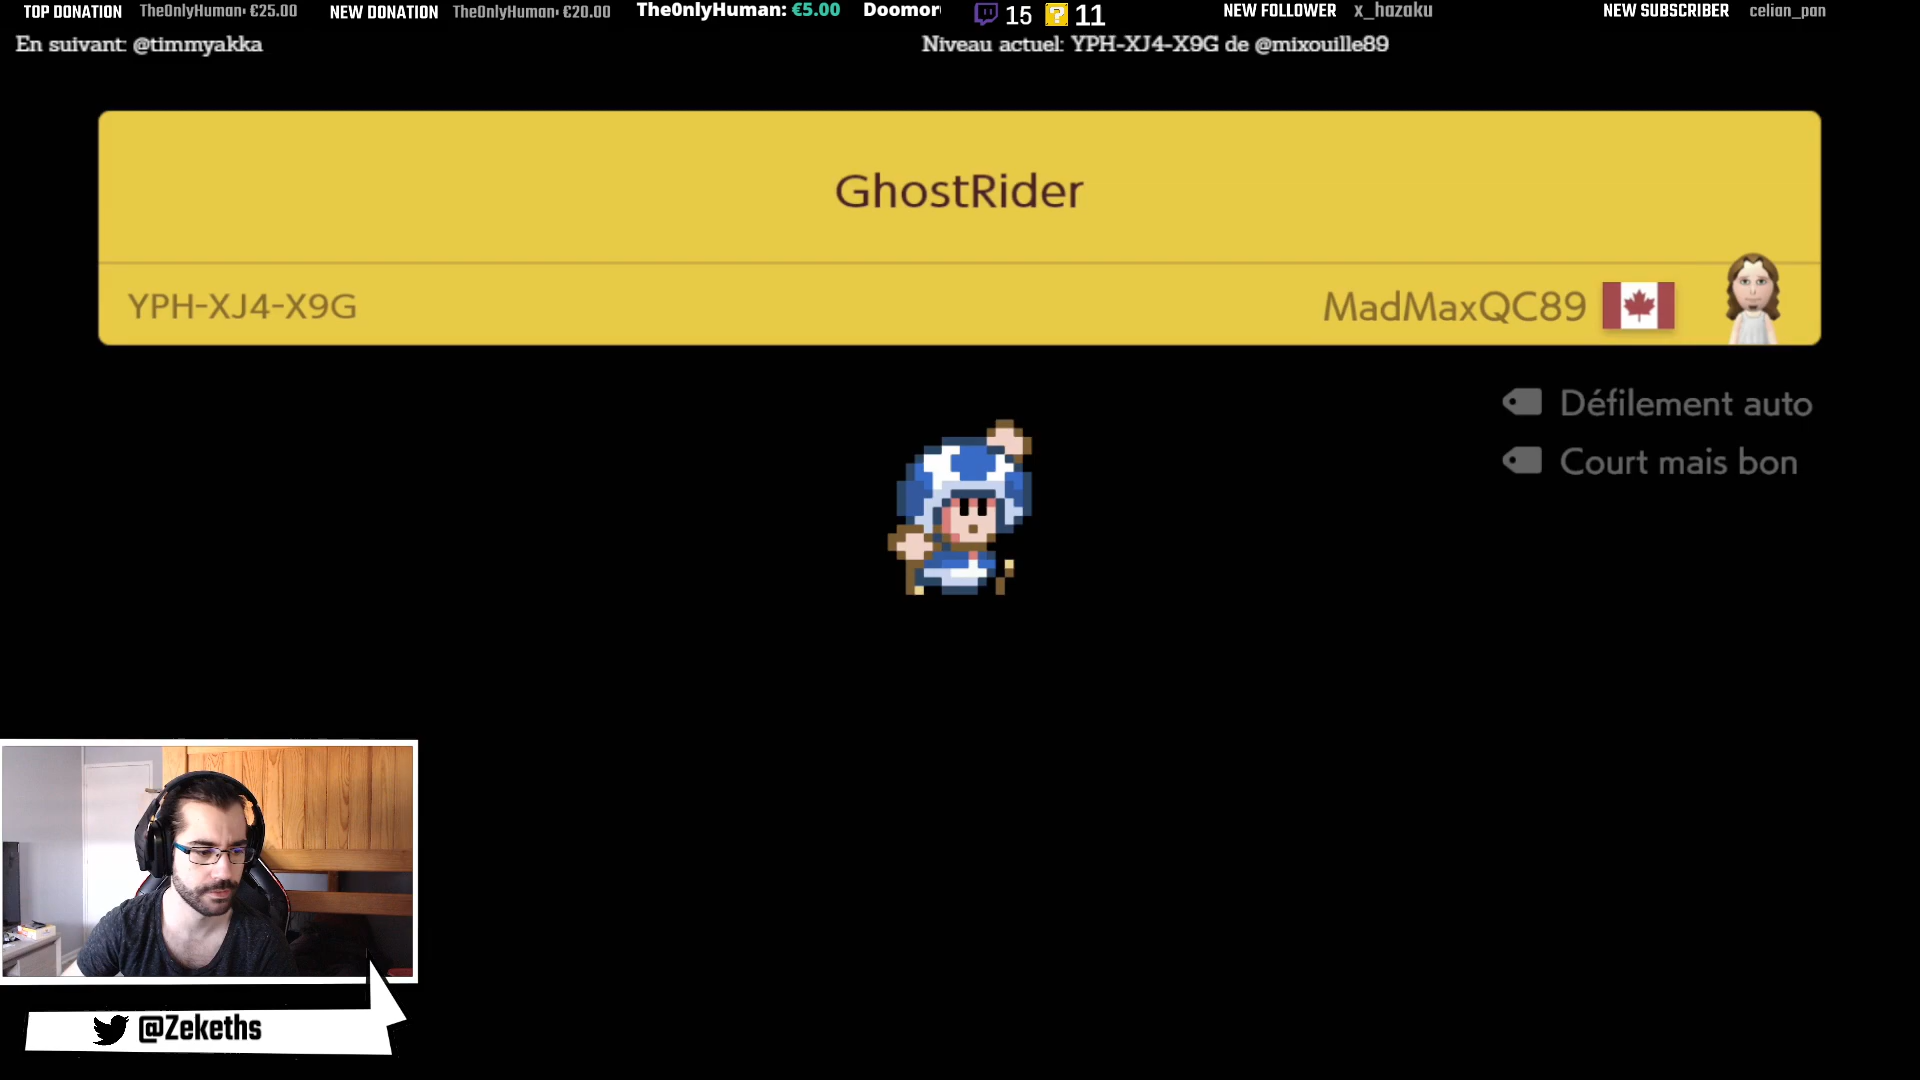 TOP DONATION TheOnlyHuman: €25.00 NEW DONATION TheOnlyHuman: €20.00 TheOnlyHuman: €5.00 Doomor 15 ? 11 NEW FOLLOWER x_hazaku NEW SUBSCRIBER celian_pan
En suivant: @timmyakka Niveau actuel: YPH-XJ4-X9G de @mixouille89
GhostRider
YPH-XJ4-X9G MadMaxQC89
Défilement auto
Court mais bon
@Zekeths